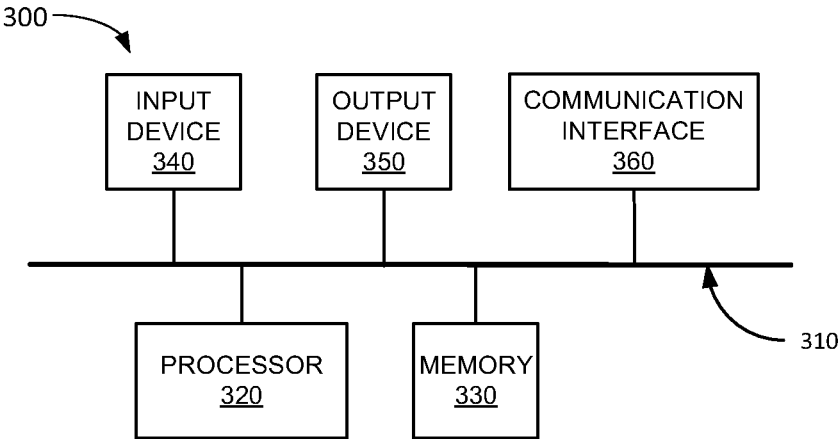 300
INPUT
DEVICE
340
OUTPUT
DEVICE
350
COMMUNICATION
INTERFACE
360
310
PROCESSOR
320
MEMORY
330